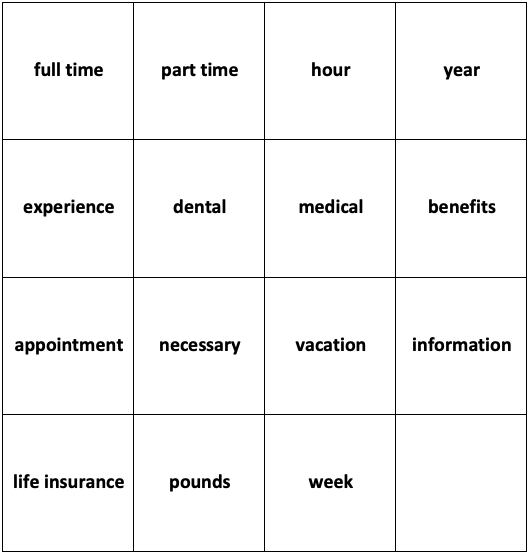 full time part time hour year
experience dental medical benefits
appointment necessary vacation information
life insurance pounds week